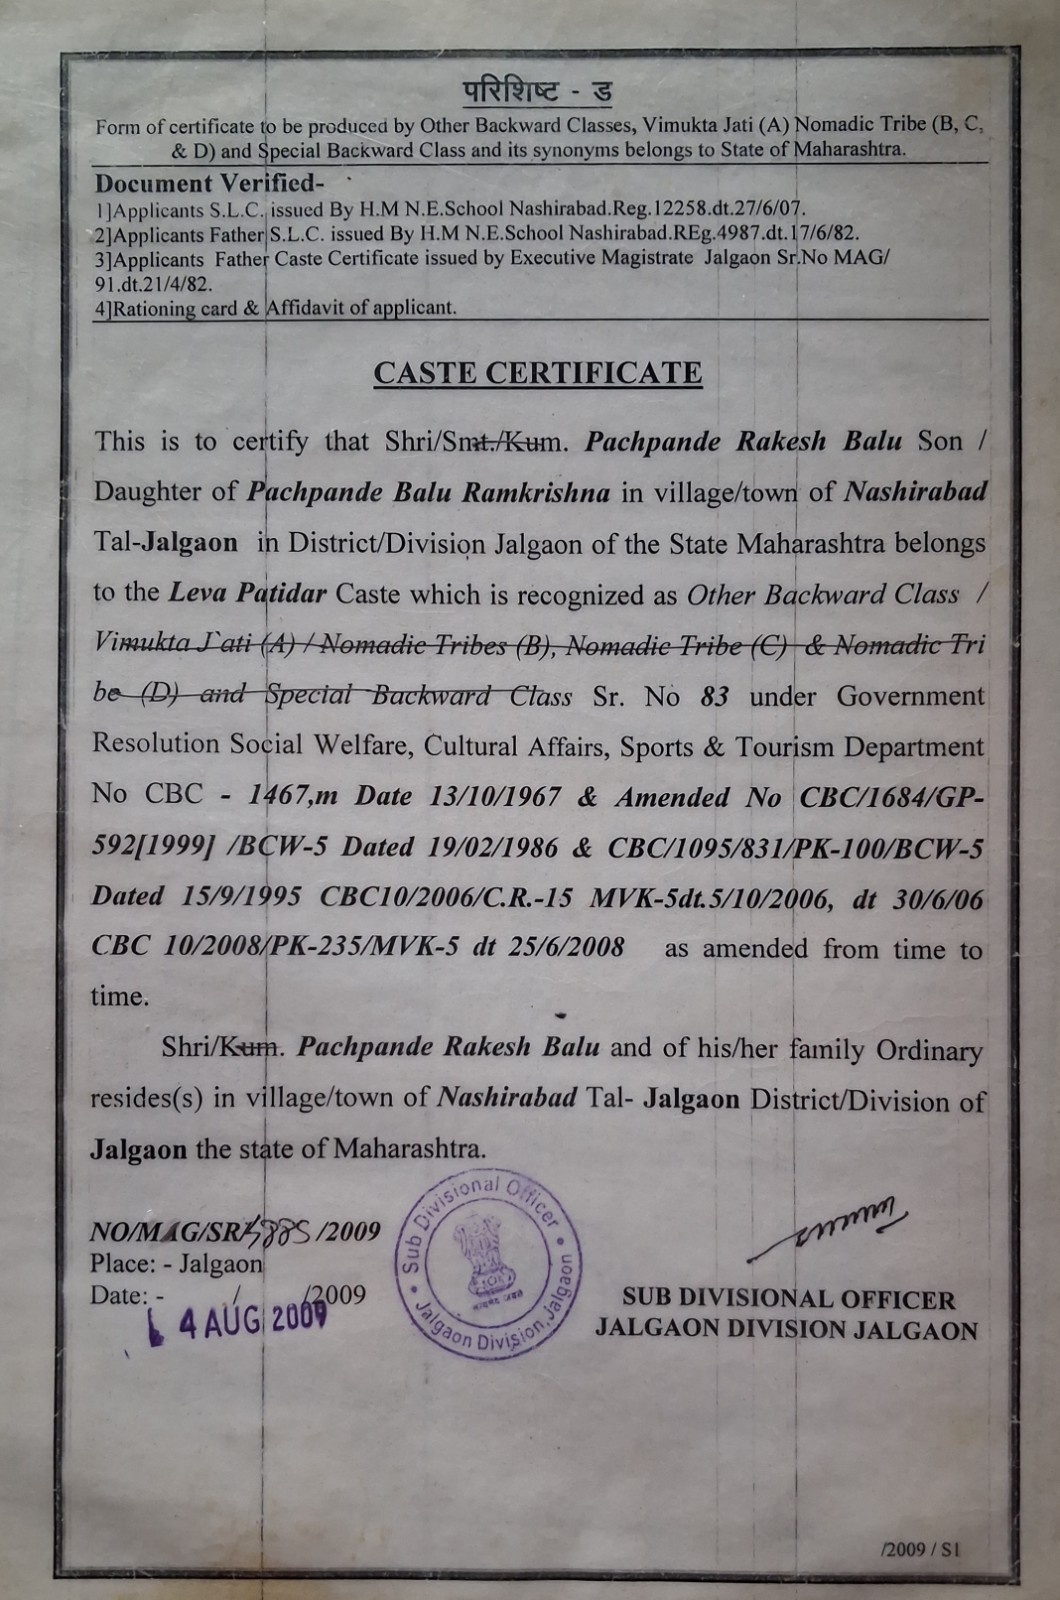 परिशिष्ट - ड
Form of certificate to be produced by Other Backward Classes, Vimukta Jati (A) Nomadic Tribe (B, C,
& D) and Special Backward Class and its synonyms belongs to State of Maharashtra.
Document Verified-
1]Applicants S.L.C. issued By H.M N.E.School Nashirabad.Reg.12258.dt.27/6/07.
2]Applicants Father S.L.C. issued By H.M N.E.School Nashirabad.REg.4987.dt.17/6/82.
3]Applicants Father Caste Certificate issued by Executive Magistrate Jalgaon Sr.No MAG/
91.dt.21/4/82.
4]Rationing card & Affidavit of applicant.
CASTE CERTIFICATE
This is to certify that Shri/Smt./Kum. Pachpande Rakesh Balu Son /
Daughter of Pachpande Balu Ramkrishna in village/town of Nashirabad
Tal-Jalgaon in District/Division Jalgaon of the State Maharashtra belongs
to the Leva Patidar Caste which is recognized as Other Backward Class /
Vimukta J`ati (A) / Nomadic Tribes (B), Nomadic Tribe (C) & Nomadic Tri
be (D) and Special Backward Class Sr. No 83 under Government
Resolution Social Welfare, Cultural Affairs, Sports & Tourism Department
No CBC - 1467,m Date 13/10/1967 & Amended No CBC/1684/GP-
592[1999] /BCW-5 Dated 19/02/1986 & CBC/1095/831/PK-100/BCW-5
Dated 15/9/1995 CBC10/2006/C.R.-15 MVK-5dt.5/10/2006, dt 30/6/06
CBC 10/2008/PK-235/MVK-5 dt 25/6/2008 as amended from time to
time.
Shri/Kum. Pachpande Rakesh Balu and of his/her family Ordinary
resides(s) in village/town of Nashirabad Tal- Jalgaon District/Division of
Jalgaon the state of Maharashtra.
NO/MAG/SR/ /2009
Place: - Jalgaon
Date: - / /2009
4 AUG 2009
Sub Divisional Officer
Jalgaon Division, Jalgaon
SUB DIVISIONAL OFFICER
JALGAON DIVISION JALGAON
/2009 / S1